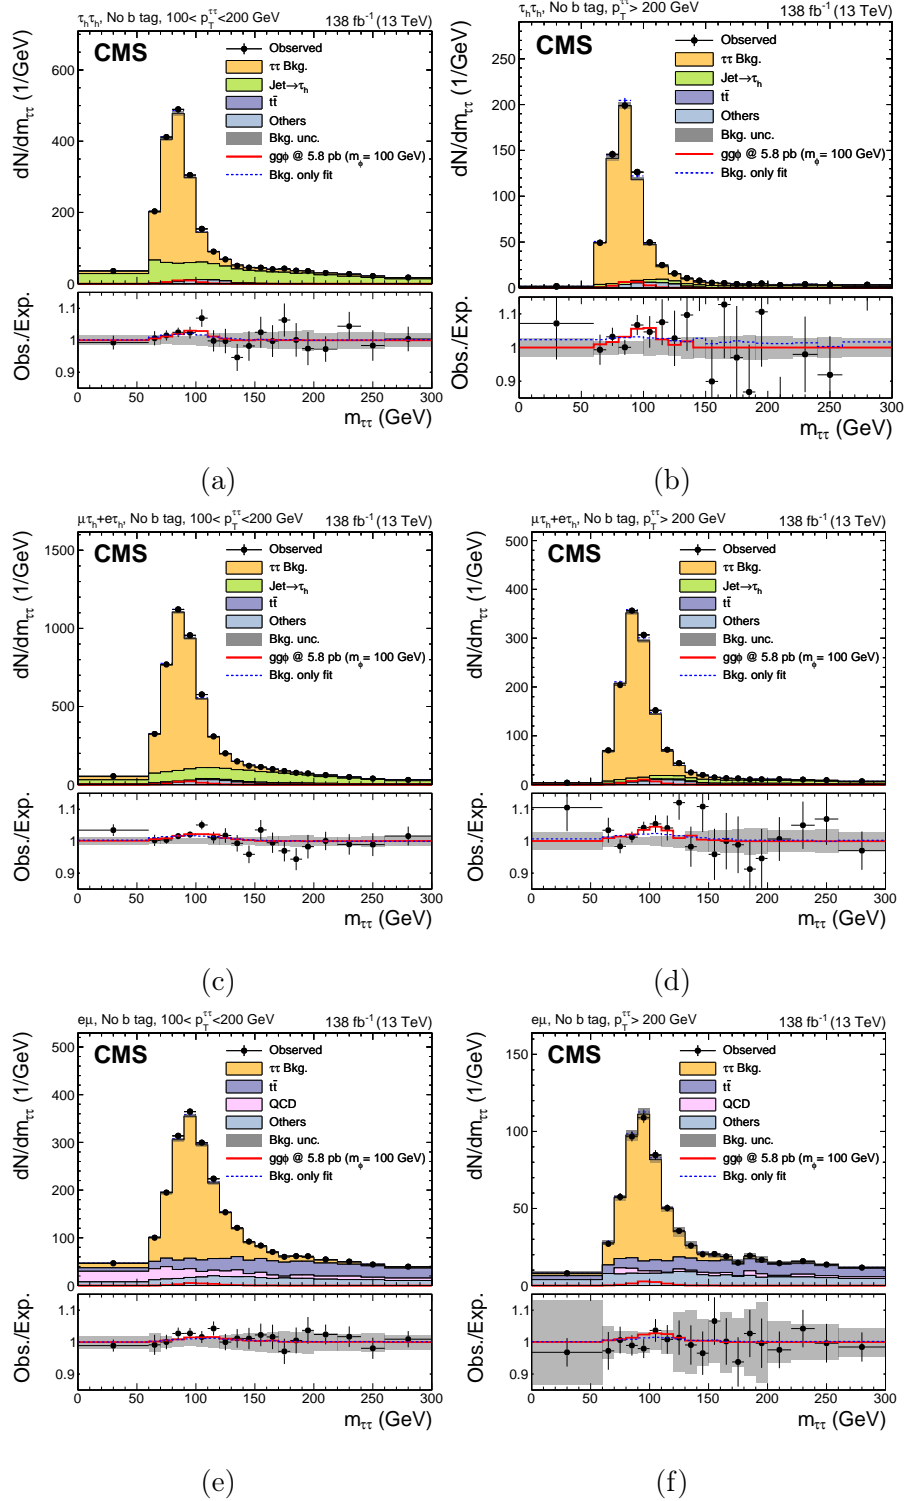 τhτh, No b tag, 100< pTττ<200 GeV 138 fb⁻¹ (13 TeV)
CMS
Observed
ττ Bkg.
Jet→τh
tt̄
Others
Bkg. unc.
ggϕ @ 5.8 pb (mϕ = 100 GeV)
Bkg. only fit
dN/dmττ (1/GeV)
600
400
200
0
Obs./Exp.
1.1
1
0.9
0 50 100 150 200 250 300
mττ (GeV)
(a)
τhτh, No b tag, pTττ> 200 GeV 138 fb⁻¹ (13 TeV)
CMS
Observed
ττ Bkg.
Jet→τh
tt̄
Others
Bkg. unc.
ggϕ @ 5.8 pb (mϕ = 100 GeV)
Bkg. only fit
dN/dmττ (1/GeV)
250
200
150
100
50
0
Obs./Exp.
1.1
1
0.9
0 50 100 150 200 250 300
mττ (GeV)
(b)
μτh+eτh, No b tag, 100< pTττ<200 GeV 138 fb⁻¹ (13 TeV)
CMS
Observed
ττ Bkg.
Jet→τh
tt̄
Others
Bkg. unc.
ggϕ @ 5.8 pb (mϕ = 100 GeV)
Bkg. only fit
dN/dmττ (1/GeV)
1500
1000
500
0
Obs./Exp.
1.1
1
0.9
0 50 100 150 200 250 300
mττ (GeV)
(c)
μτh+eτh, No b tag, pTττ> 200 GeV 138 fb⁻¹ (13 TeV)
CMS
Observed
ττ Bkg.
Jet→τh
tt̄
Others
Bkg. unc.
ggϕ @ 5.8 pb (mϕ = 100 GeV)
Bkg. only fit
dN/dmττ (1/GeV)
500
400
300
200
100
0
Obs./Exp.
1.1
1
0.9
0 50 100 150 200 250 300
mττ (GeV)
(d)
eμ, No b tag, 100< pTττ<200 GeV 138 fb⁻¹ (13 TeV)
CMS
Observed
ττ Bkg.
tt̄
QCD
Others
Bkg. unc.
ggϕ @ 5.8 pb (mϕ = 100 GeV)
Bkg. only fit
dN/dmττ (1/GeV)
500
400
300
200
100
0
Obs./Exp.
1.1
1
0.9
0 50 100 150 200 250 300
mττ (GeV)
(e)
eμ, No b tag, pTττ> 200 GeV 138 fb⁻¹ (13 TeV)
CMS
Observed
ττ Bkg.
tt̄
QCD
Others
Bkg. unc.
ggϕ @ 5.8 pb (mϕ = 100 GeV)
Bkg. only fit
dN/dmττ (1/GeV)
150
100
50
0
Obs./Exp.
1.1
1
0.9
0 50 100 150 200 250 300
mττ (GeV)
(f)